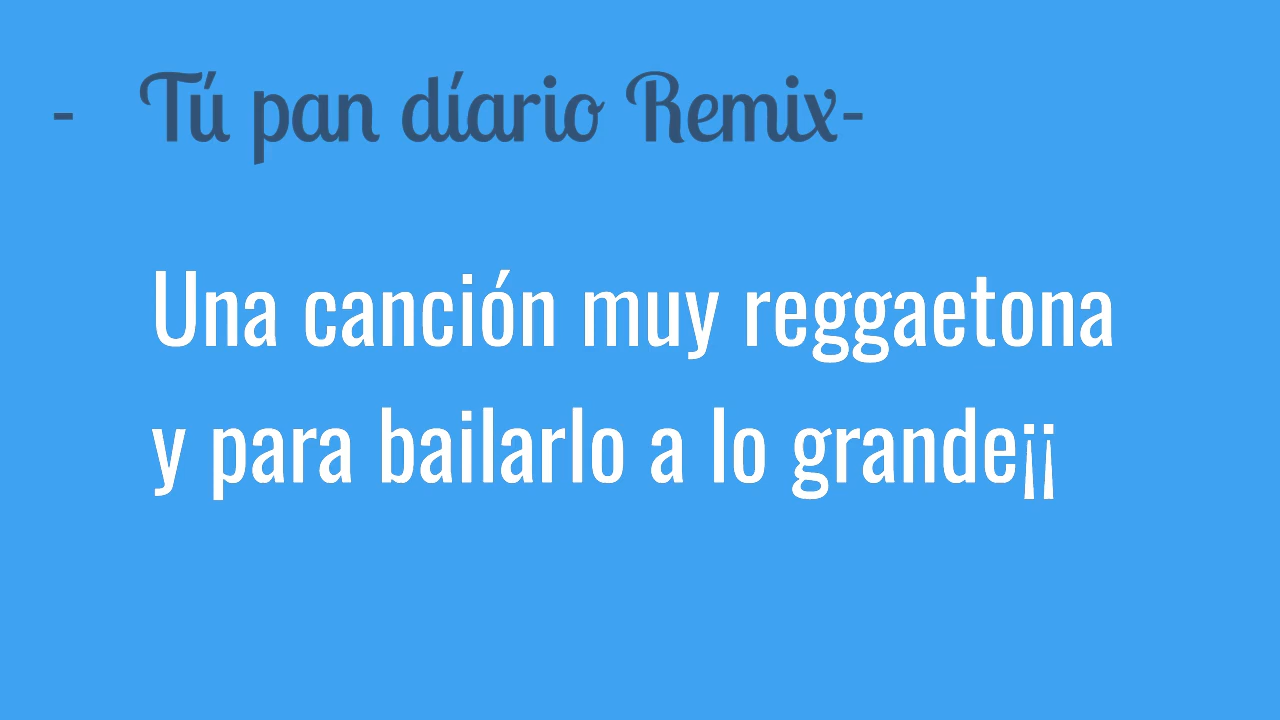 - Tú pan díario Remix-
Una canción muy reggaetona
y para bailarlo a lo grande¡¡